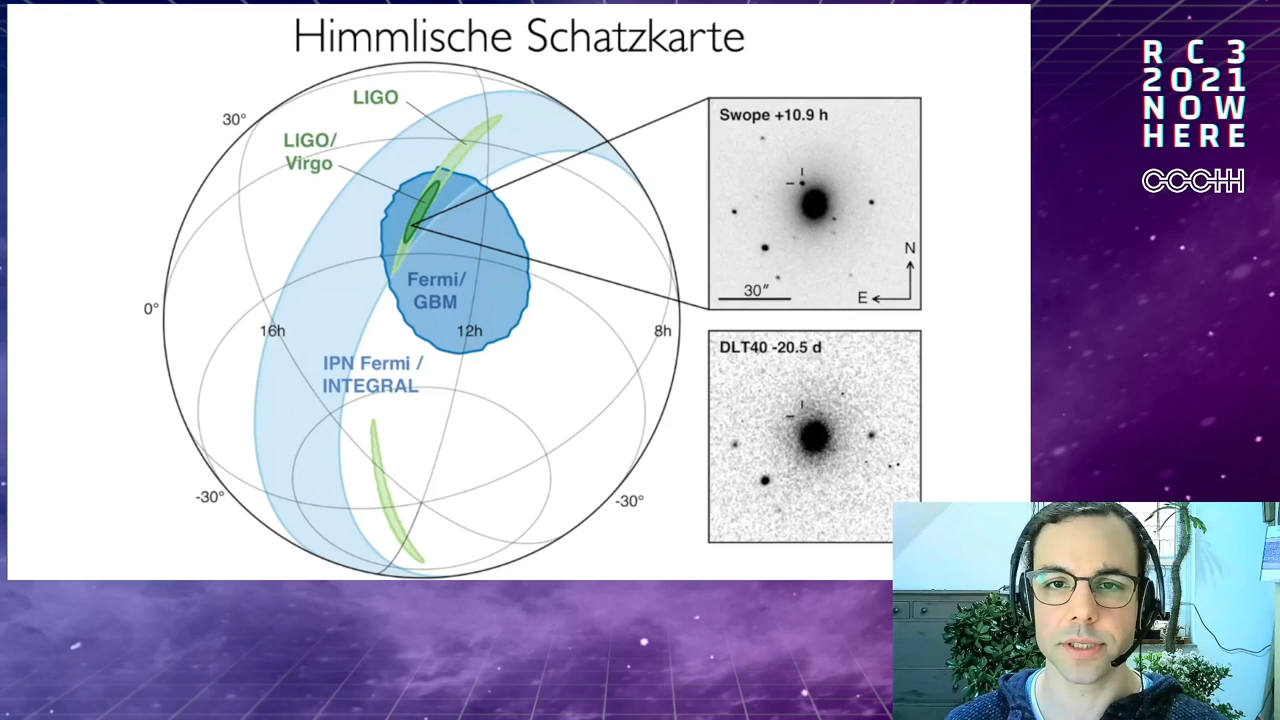 Himmlische Schatzkarte
LIGO
30°
LIGO/
Virgo
Fermi/
GBM
0°
16h
12h
8h
IPN Fermi /
INTEGRAL
-30°
-30°
Swope +10.9 h
N
30″
E
DLT40 -20.5 d
R C 3
2021
NOW
HERE
CCCHH